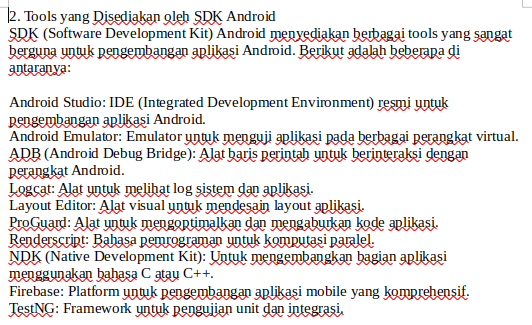 2. Tools yang Disediakan oleh SDK Android
SDK (Software Development Kit) Android menyediakan berbagai tools yang sangat
berguna untuk pengembangan aplikasi Android. Berikut adalah beberapa di
antaranya:
Android Studio: IDE (Integrated Development Environment) resmi untuk
pengembangan aplikasi Android.
Android Emulator: Emulator untuk menguji aplikasi pada berbagai perangkat virtual.
ADB (Android Debug Bridge): Alat baris perintah untuk berinteraksi dengan
perangkat Android.
Logcat: Alat untuk melihat log sistem dan aplikasi.
Layout Editor: Alat visual untuk mendesain layout aplikasi.
ProGuard: Alat untuk mengoptimalkan dan mengaburkan kode aplikasi.
Renderscript: Bahasa pemrograman untuk komputasi paralel.
NDK (Native Development Kit): Untuk mengembangkan bagian aplikasi
menggunakan bahasa C atau C++.
Firebase: Platform untuk pengembangan aplikasi mobile yang komprehensif.
TestNG: Framework untuk pengujian unit dan integrasi.